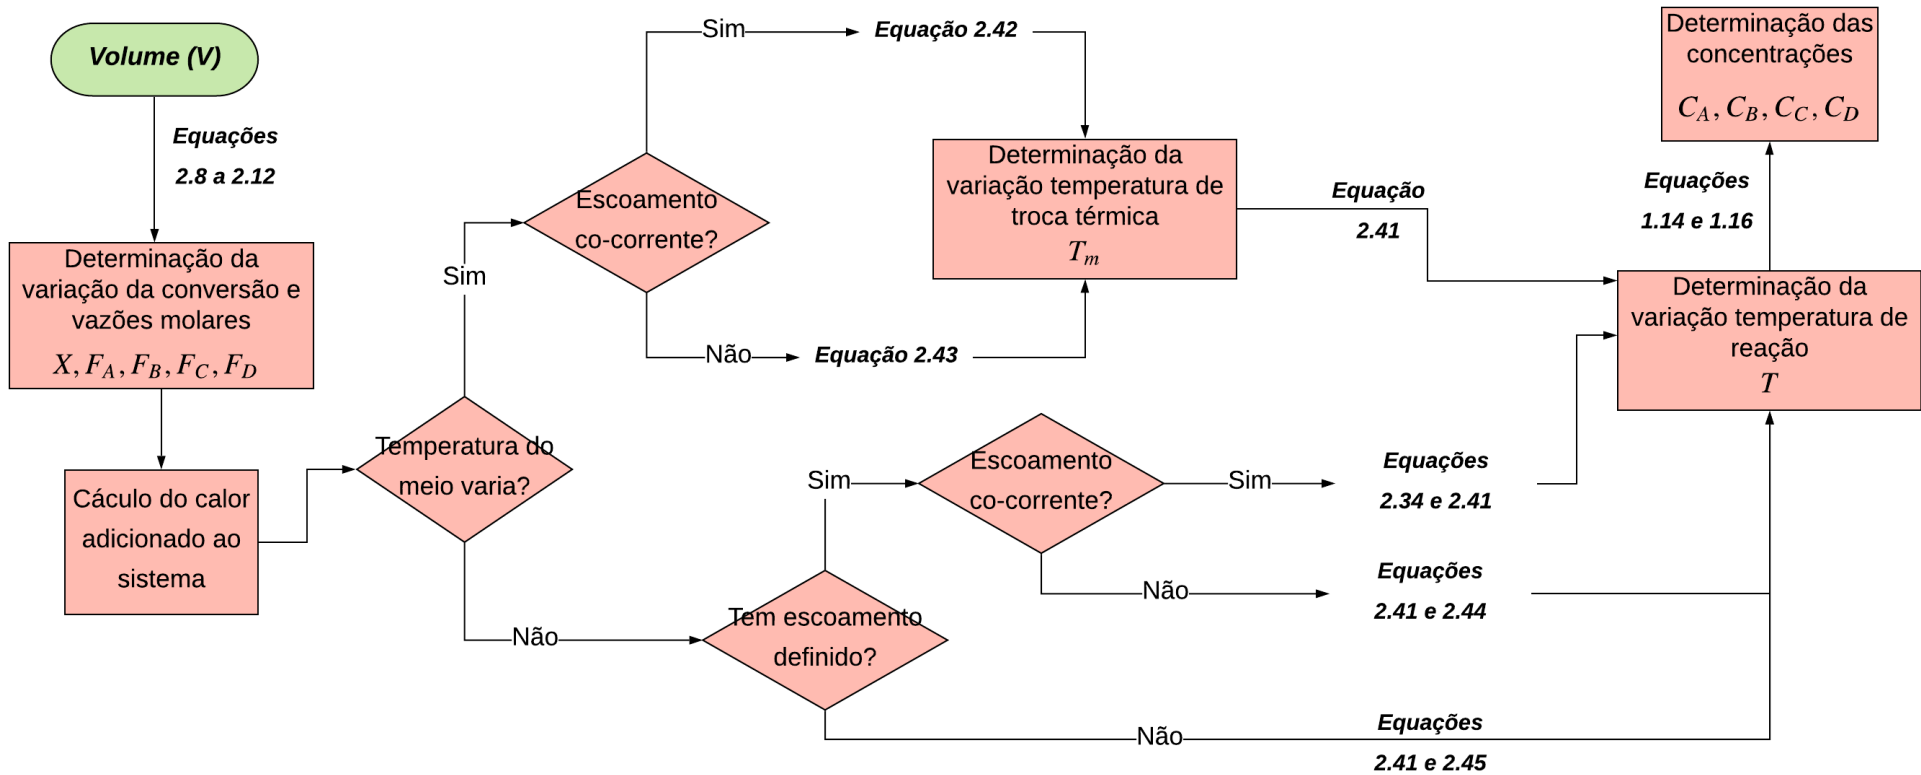 Volume (V)
Equações
2.8 a 2.12
Determinação da
variação da conversão e
vazões molares
X, F_A, F_B, F_C, F_D
Cáculo do calor
adicionado ao
sistema
Temperatura do
meio varia?
Sim
Escoamento
co-corrente?
Sim
Equação 2.42
Não
Equação 2.43
Determinação da
variação temperatura de
troca térmica
T_m
Equação
2.41
Não
Tem escoamento
definido?
Sim
Escoamento
co-corrente?
Sim
Equações
2.34 e 2.41
Não
Equações
2.41 e 2.44
Não
Equações
2.41 e 2.45
Determinação da
variação temperatura de
reação
T
Equações
1.14 e 1.16
Determinação das
concentrações
C_A, C_B, C_C, C_D